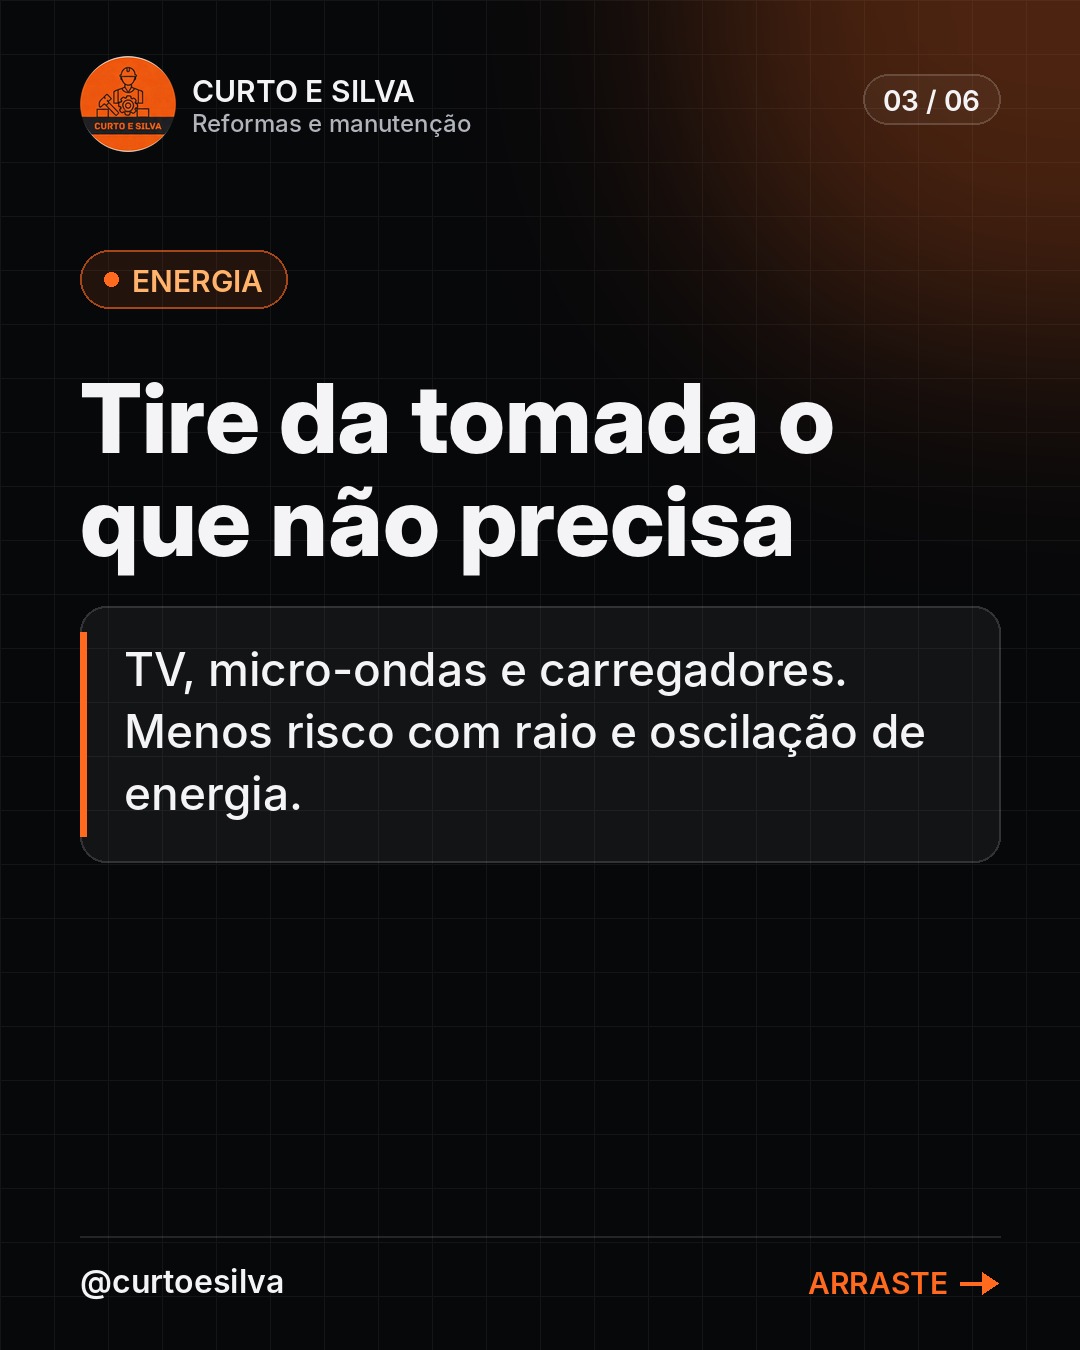 CURTO E SILVA
CURTO E SILVA
Reformas e manutenção
03 / 06
ENERGIA
Tire da tomada o
que não precisa
TV, micro-ondas e carregadores.
Menos risco com raio e oscilação de
energia.
@curtoesilva
ARRASTE